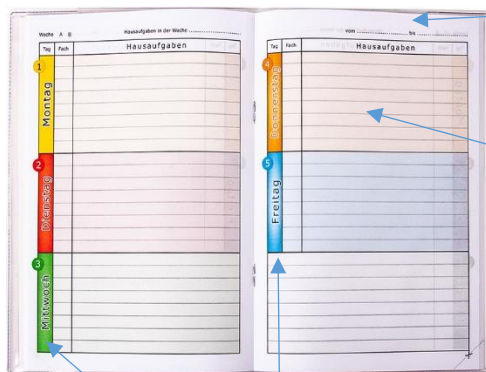 Woche A B Hausaufgaben in der Woche
Tag Fach Hausaufgaben
1
Montag
2
Dienstag
3
Mittwoch
vom bis
Tag Fach Hausaufgaben
4
Donnerstag
5
Freitag